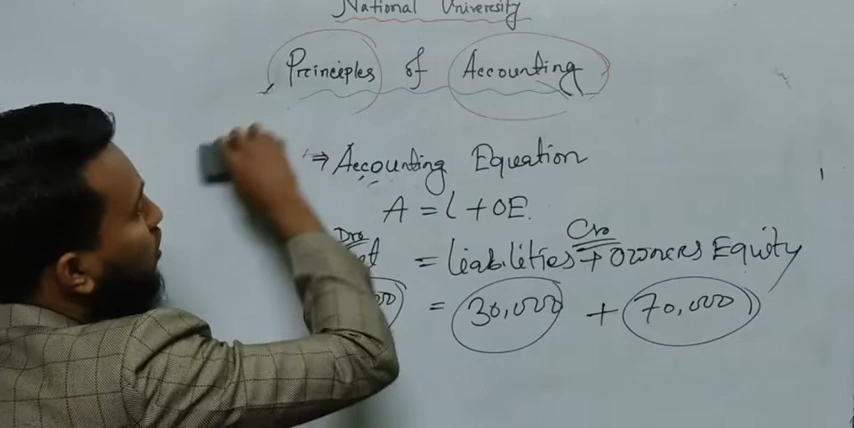 National University
Principles of Accounting
⇒ Accounting Equation
A = L + OE.
Dr Cr
= Liabilities + Owners Equity
= 30,000 + 70,000